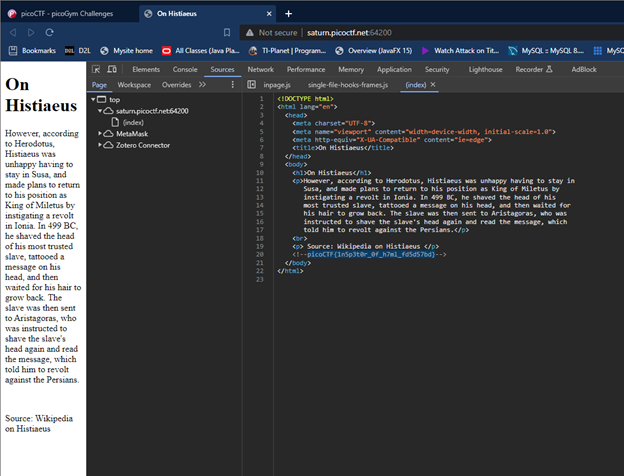 picoCTF - picoGym Challenges
On Histiaeus
Not secure saturn.picoctf.net:64200
Bookmarks D2L Mysite home All Classes (Java Pla... TI-Planet | Program... Overview (JavaFX 15) Watch Attack on Tit... MySQL :: MySQL 8.... MySQ
Elements Console Sources Network Performance Memory Application Security Lighthouse Recorder AdBlock
Page Workspace Overrides
inpage.js single-file-hooks-frames.js (index)
top
saturn.picoctf.net:64200
(index)
MetaMask
Zotero Connector
On
Histiaeus
However, according
to Herodotus,
Histiaeus was
unhappy having to
stay in Susa, and
made plans to return
to his position as
King of Miletus by
instigating a revolt
in Ionia. In 499 BC,
he shaved the head
of his most trusted
slave, tattooed a
message on his
head, and then
waited for his hair to
grow back. The
slave was then sent
to Aristagoras, who
was instructed to
shave the slave's
head again and read
the message, which
told him to revolt
against the Persians.
Source: Wikipedia
on Histiaeus
1 <!DOCTYPE html>
2 <html lang="en">
3 <head>
4 <meta charset="UTF-8">
5 <meta name="viewport" content="width=device-width, initial-scale=1.0">
6 <meta http-equiv="X-UA-Compatible" content="ie=edge">
7 <title>On Histiaeus</title>
8 </head>
9 <body>
10 <h1>On Histiaeus</h1>
11 <p>However, according to Herodotus, Histiaeus was unhappy having to stay in
12 Susa, and made plans to return to his position as King of Miletus by
13 instigating a revolt in Ionia. In 499 BC, he shaved the head of his
14 most trusted slave, tattooed a message on his head, and then waited for
15 his hair to grow back. The slave was then sent to Aristagoras, who was
16 instructed to shave the slave's head again and read the message, which
17 told him to revolt against the Persians.</p>
18 <br>
19 <p> Source: Wikipedia on Histiaeus </p>
20 <!--picoCTF{1n5p3t0r_0f_h7ml_fd5d57bd}-->
21 </body>
22 </html>
23